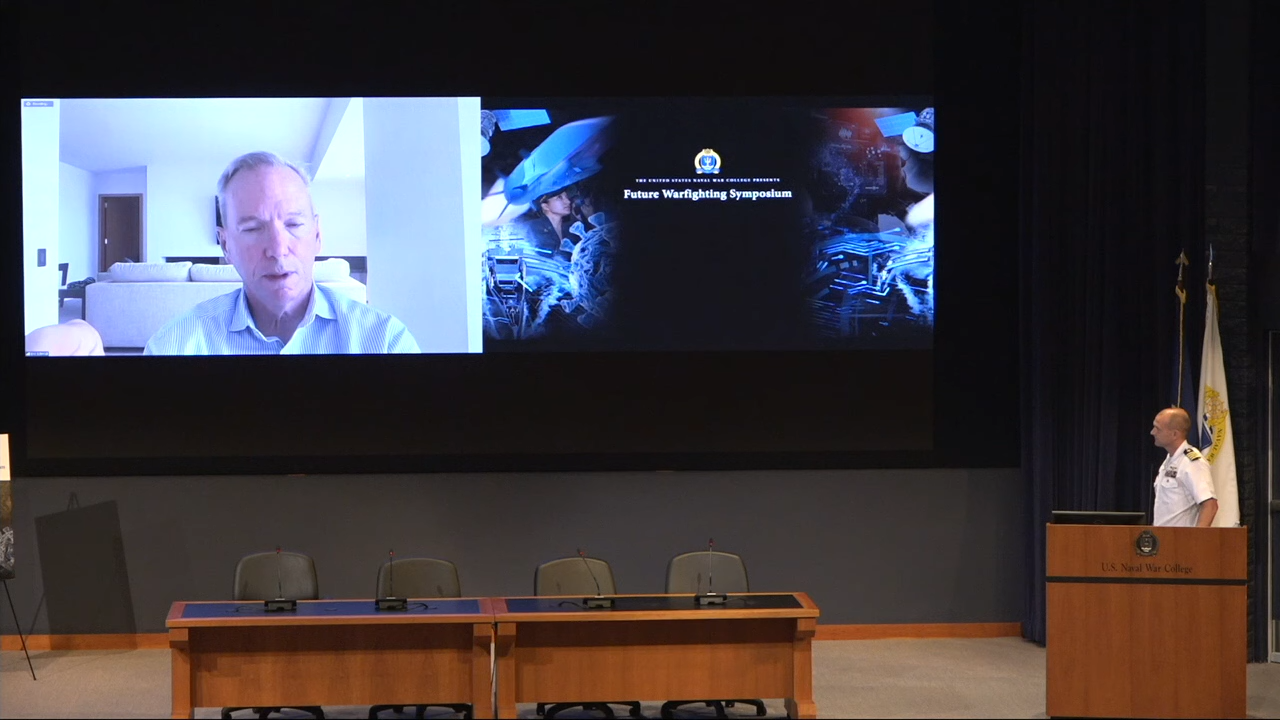 THE UNITED STATES NAVAL WAR COLLEGE PRESENTS
Future Warfighting Symposium
U.S. Naval War College